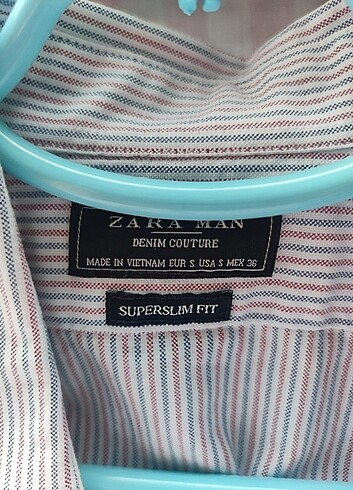 ZARA MAN
DENIM COUTURE
MADE IN VIETNAM EUR S USA S MEX 36
SUPERSLIM FIT